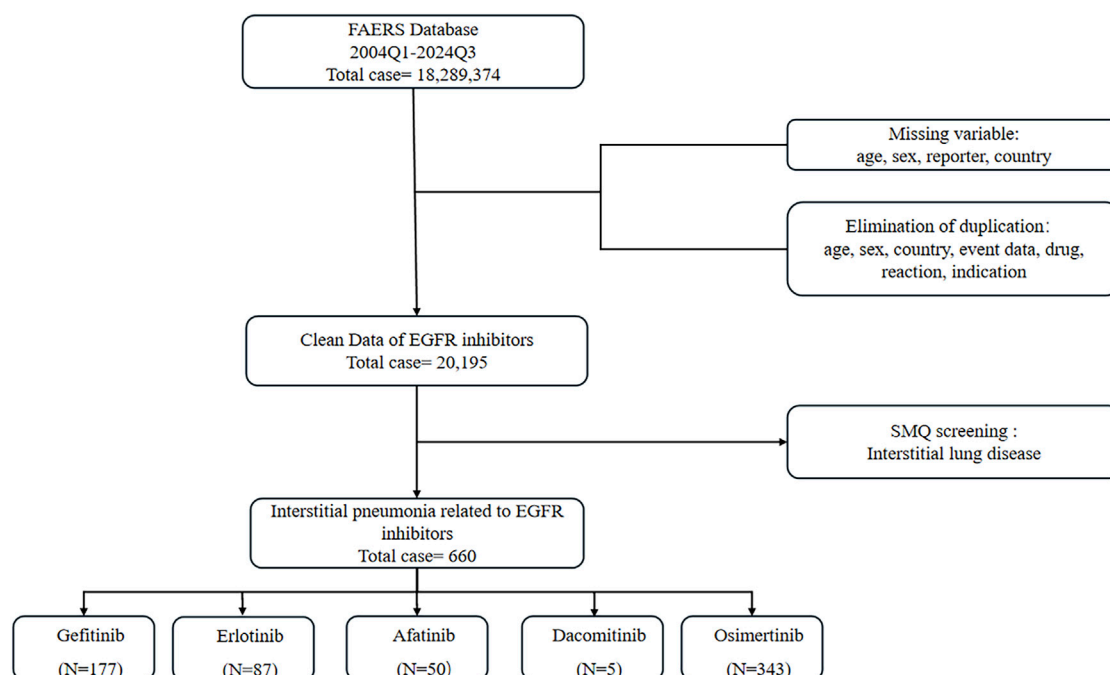 FAERS Database
2004Q1-2024Q3
Total case= 18,289,374
Missing variable:
age, sex, reporter, country
Elimination of duplication:
age, sex, country, event data, drug,
reaction, indication
Clean Data of EGFR inhibitors
Total case= 20,195
SMQ screening :
Interstitial lung disease
Interstitial pneumonia related to EGFR
inhibitors
Total case= 660
Gefitinib
(N=177)
Erlotinib
(N=87)
Afatinib
(N=50)
Dacomitinib
(N=5)
Osimertinib
(N=343)